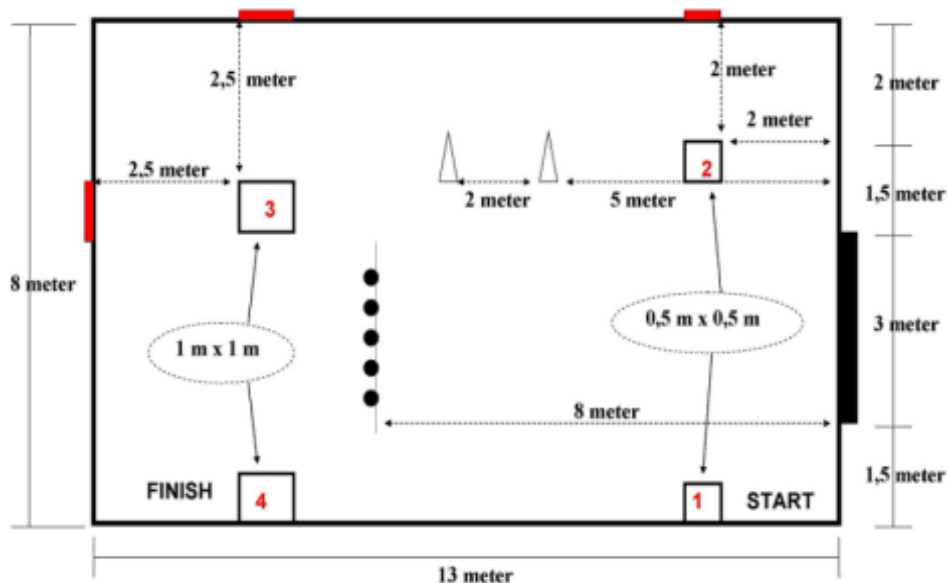 2,5 meter
2 meter
2 meter
2 meter
2,5 meter
2
3
2 meter
5 meter
1,5 meter
8 meter
1 m x 1 m
0,5 m x 0,5 m
3 meter
8 meter
FINISH
4
1
START
1,5 meter
13 meter